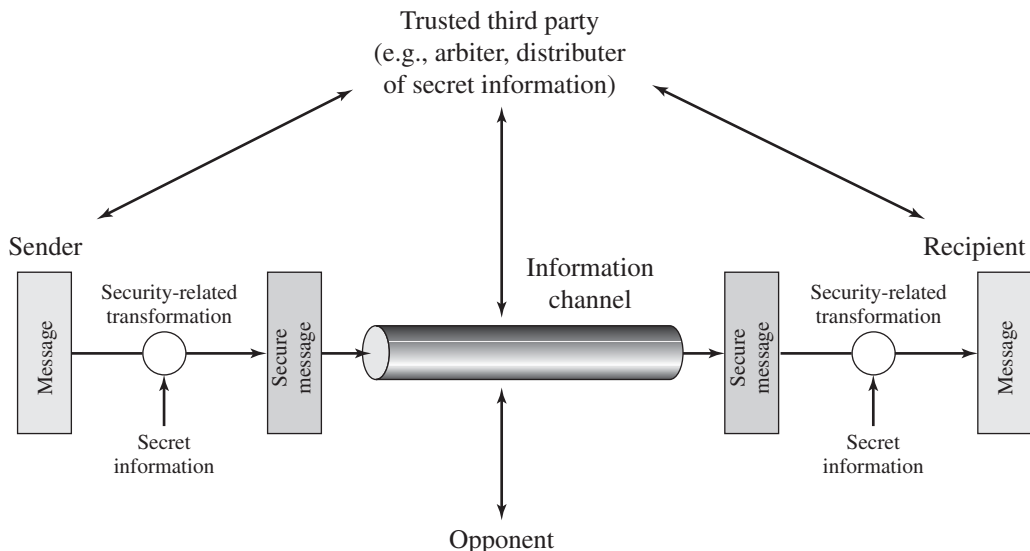 Trusted third party
(e.g., arbiter, distributer
of secret information)
Sender
Recipient
Information
channel
Security-related
transformation
Security-related
transformation
Message
Secure
message
Secure
message
Message
Secret
information
Secret
information
Opponent